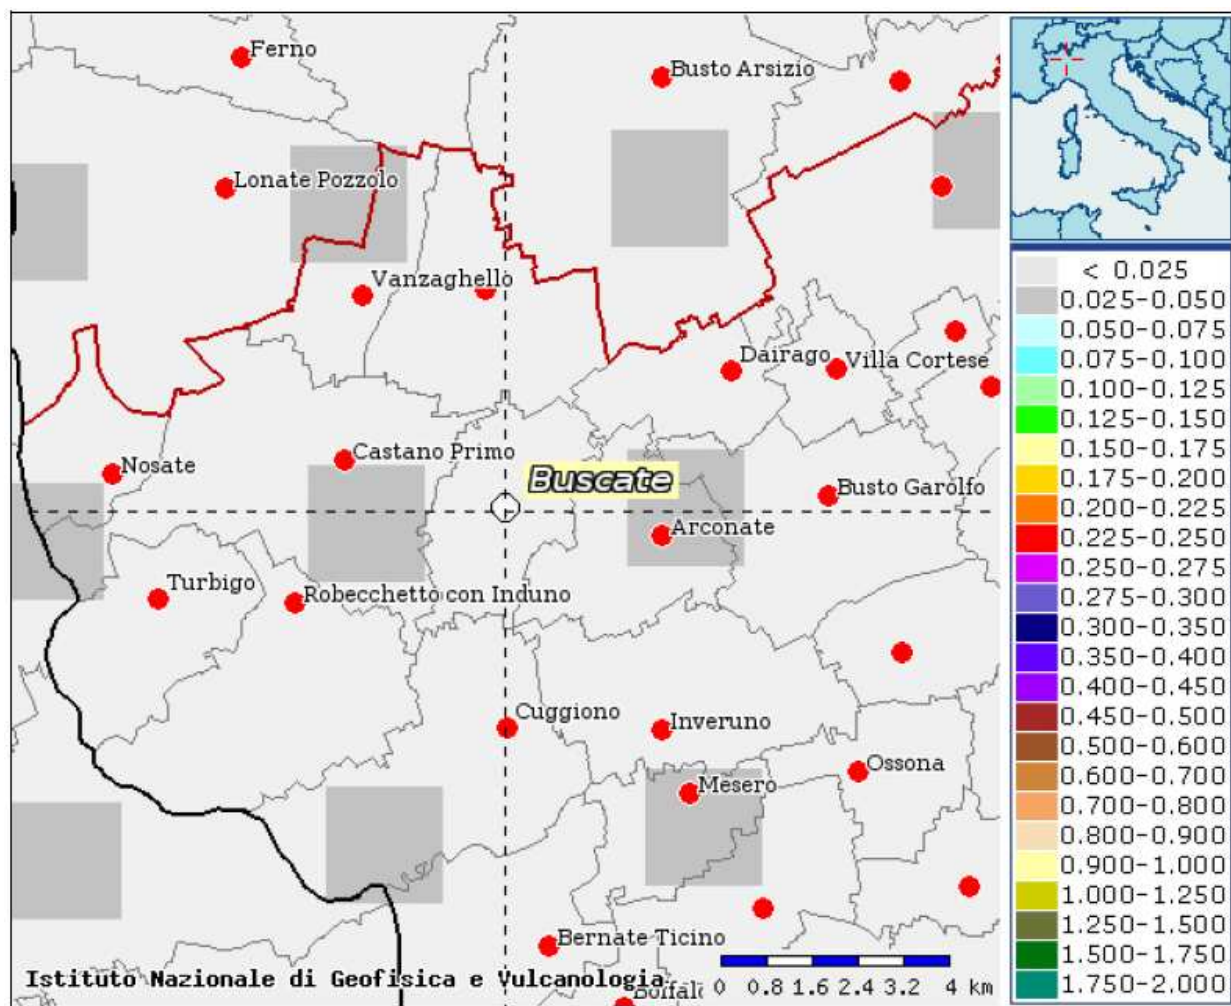 Ferno
Busto Arsizio
Lonate Pozzolo
Vanzaghello
Dairago
Villa Cortese
Castano Primo
Nosate
Buscate
Busto Garolfo
Arconate
Turbigo
Robecchetto con Induno
Cuggiono
Inveruno
Ossona
Mesero
Bernate Ticino
Istituto Nazionale di Geofisica e Vulcanologia
0 0.8 1.6 2.4 3.2 4 km
< 0.025
0.025-0.050
0.050-0.075
0.075-0.100
0.100-0.125
0.125-0.150
0.150-0.175
0.175-0.200
0.200-0.225
0.225-0.250
0.250-0.275
0.275-0.300
0.300-0.350
0.350-0.400
0.400-0.450
0.450-0.500
0.500-0.600
0.600-0.700
0.700-0.800
0.800-0.900
0.900-1.000
1.000-1.250
1.250-1.500
1.500-1.750
1.750-2.000